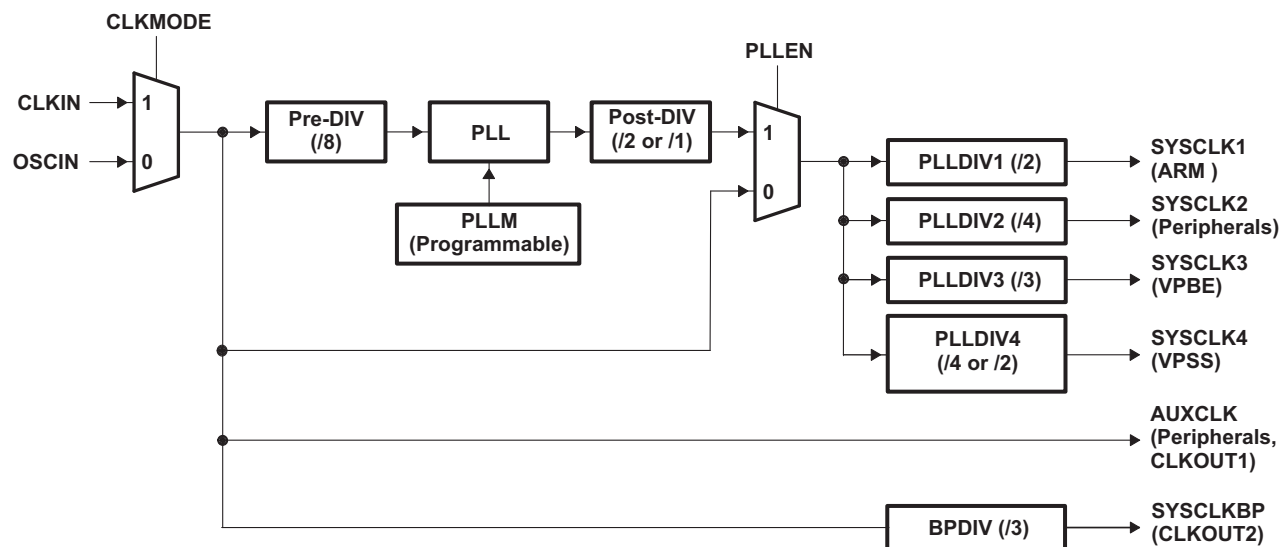 CLKMODE
CLKIN
OSCIN
1
0
Pre-DIV
(/8)
PLL
Post-DIV
(/2 or /1)
PLLM
(Programmable)
PLLEN
1
0
PLLDIV1 (/2)
SYSCLK1
(ARM )
PLLDIV2 (/4)
SYSCLK2
(Peripherals)
PLLDIV3 (/3)
SYSCLK3
(VPBE)
PLLDIV4
(/4 or /2)
SYSCLK4
(VPSS)
AUXCLK
(Peripherals,
CLKOUT1)
BPDIV (/3)
SYSCLKBP
(CLKOUT2)